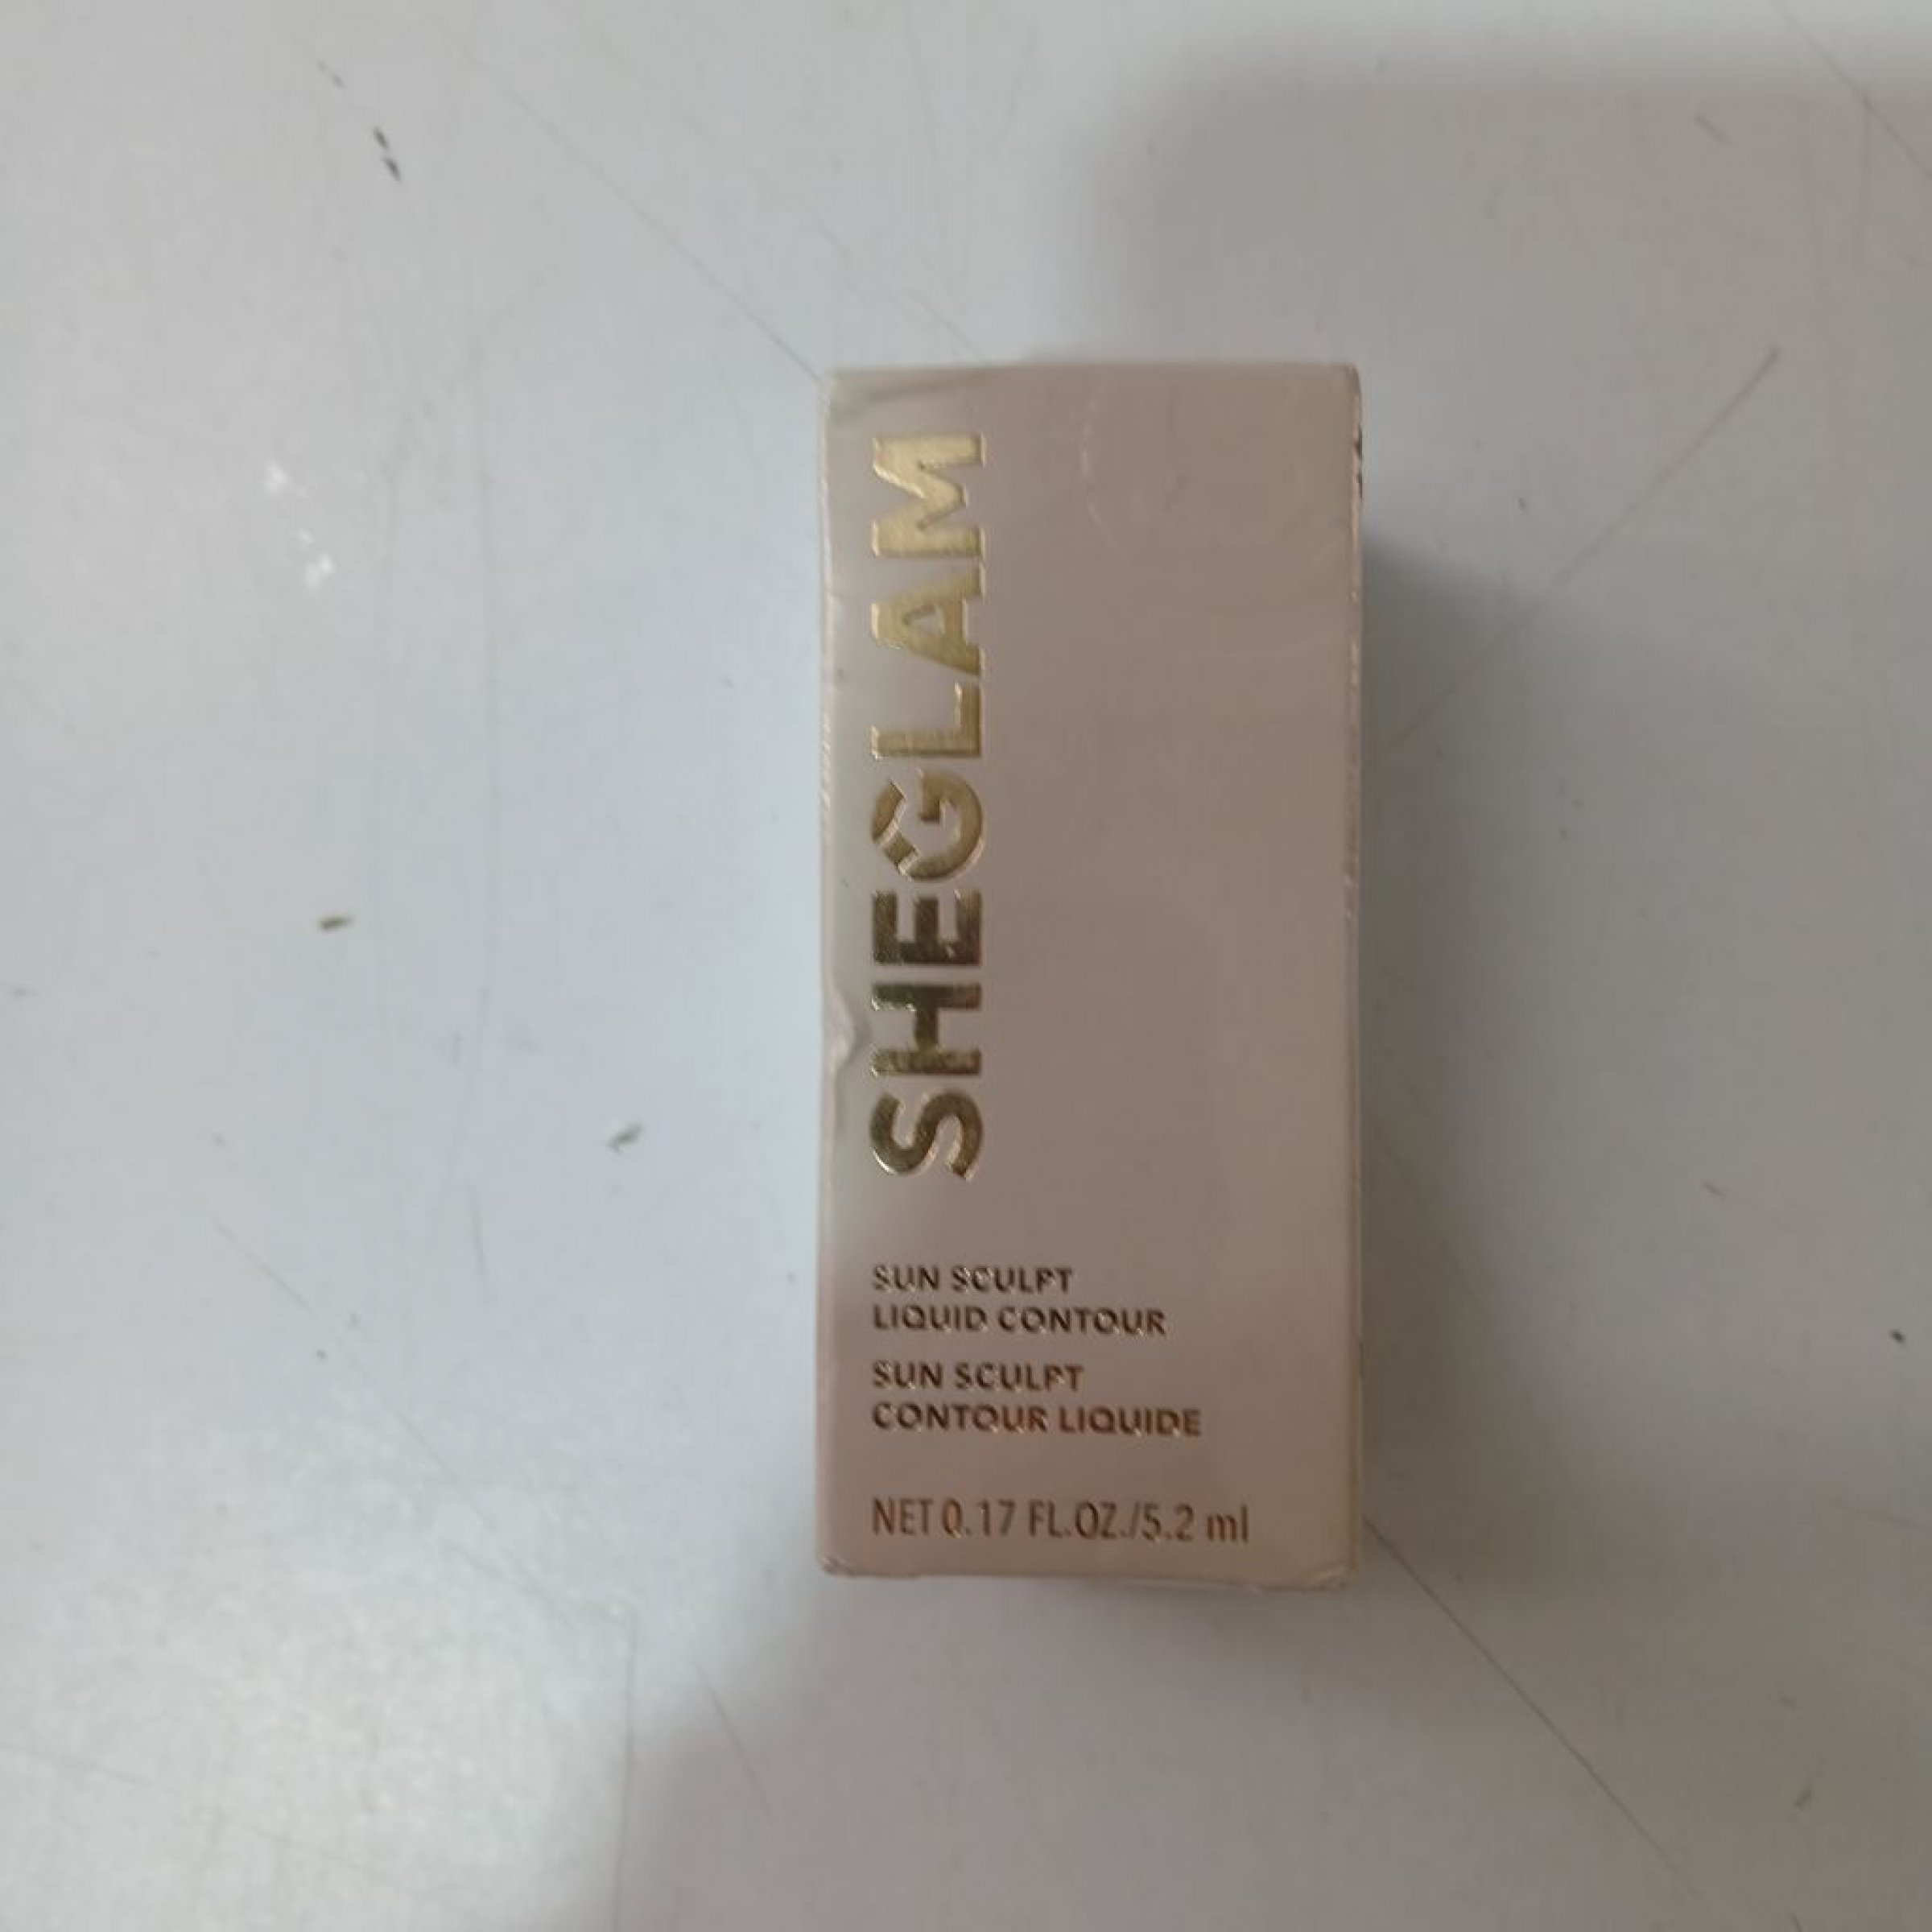 SHEGLAM
SUN SCULPT
LIQUID CONTOUR
SUN SCULPT
CONTOUR LIQUIDE
NET 0.17 FL.OZ./5.2 ml